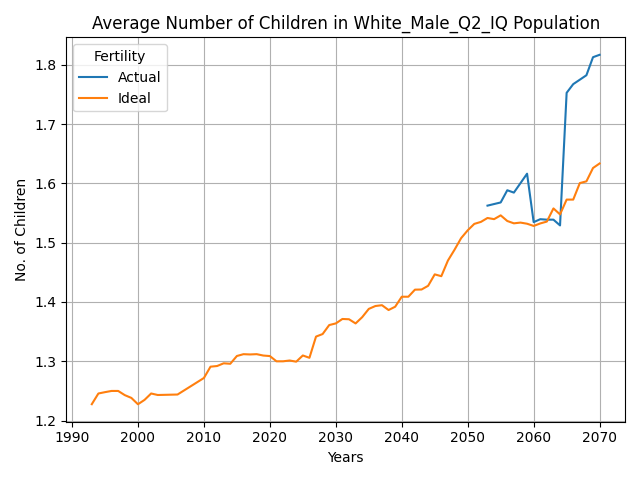 Average Number of Children in White_Male_Q2_IQ Population
Fertility
Actual
Ideal
No. of Children
1.8
1.7
1.6
1.5
1.4
1.3
1.2
1990 2000 2010 2020 2030 2040 2050 2060 2070
Years